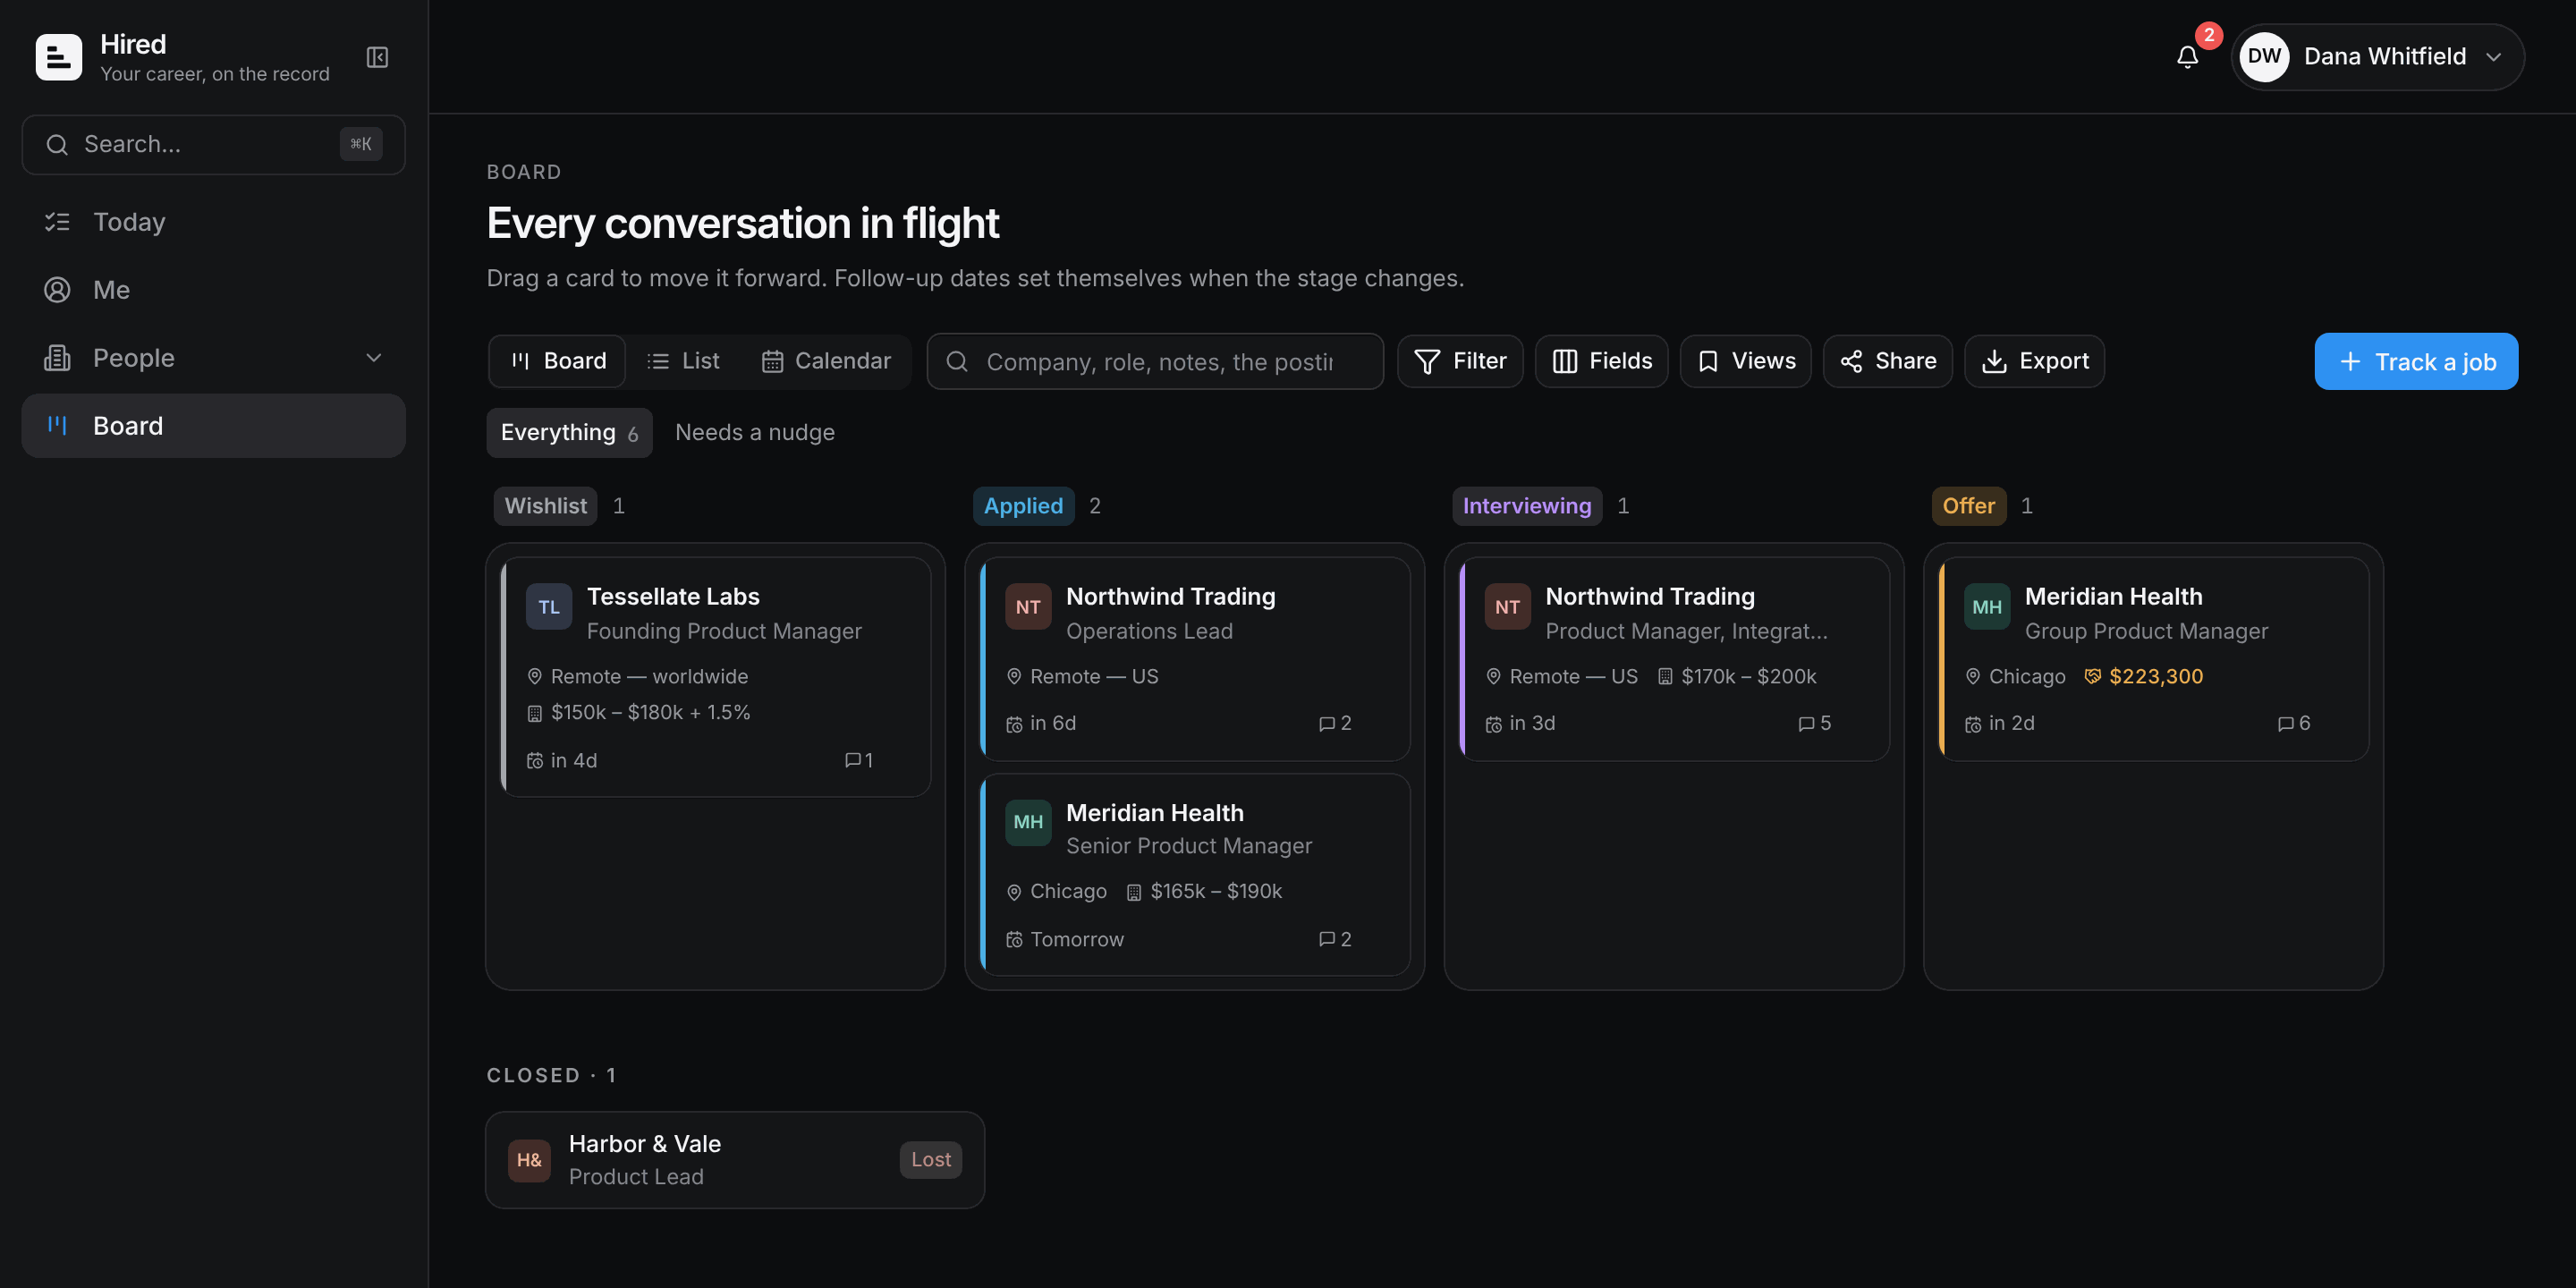 Hired
Your career, on the record
Search...
⌘K
Today
Me
People
Board
2
DW
Dana Whitfield
BOARD
Every conversation in flight
Drag a card to move it forward. Follow-up dates set themselves when the stage changes.
Board
List
Calendar
Company, role, notes, the postin
Filter
Fields
Views
Share
Export
Track a job
Everything 6
Needs a nudge
Wishlist 1
TL
Tessellate Labs
Founding Product Manager
Remote — worldwide
$150k – $180k + 1.5%
in 4d
1
Applied 2
NT
Northwind Trading
Operations Lead
Remote — US
in 6d
2
MH
Meridian Health
Senior Product Manager
Chicago
$165k – $190k
Tomorrow
2
Interviewing 1
NT
Northwind Trading
Product Manager, Integrat...
Remote — US
$170k – $200k
in 3d
5
Offer 1
MH
Meridian Health
Group Product Manager
Chicago
$223,300
in 2d
6
CLOSED · 1
H&
Harbor & Vale
Product Lead
Lost